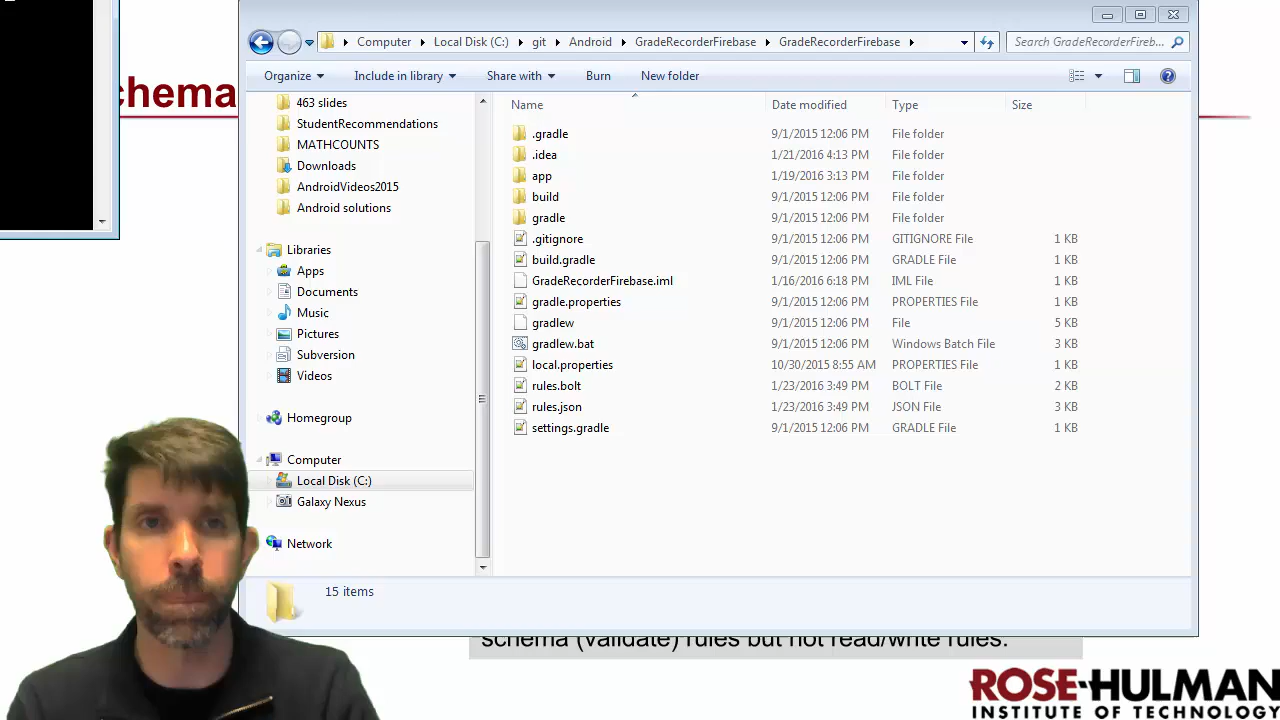 chema
Computer Local Disk (C:) git Android GradeRecorderFirebase GradeRecorderFirebase
Search GradeRecorderFireb...
Organize Include in library Share with Burn New folder
463 slides
StudentRecommendations
MATHCOUNTS
Downloads
AndroidVideos2015
Android solutions
Libraries
Apps
Documents
Music
Pictures
Subversion
Videos
Homegroup
Computer
Local Disk (C:)
Galaxy Nexus
Network
Name Date modified Type Size
.gradle 9/1/2015 12:06 PM File folder
.idea 1/21/2016 4:13 PM File folder
app 1/19/2016 3:13 PM File folder
build 9/1/2015 12:06 PM File folder
gradle 9/1/2015 12:06 PM File folder
.gitignore 9/1/2015 12:06 PM GITIGNORE File 1 KB
build.gradle 9/1/2015 12:06 PM GRADLE File 1 KB
GradeRecorderFirebase.iml 1/16/2016 6:18 PM IML File 1 KB
gradle.properties 9/1/2015 12:06 PM PROPERTIES File 1 KB
gradlew 9/1/2015 12:06 PM File 5 KB
gradlew.bat 9/1/2015 12:06 PM Windows Batch File 3 KB
local.properties 10/30/2015 8:55 AM PROPERTIES File 1 KB
rules.bolt 1/23/2016 3:49 PM BOLT File 2 KB
rules.json 1/23/2016 3:49 PM JSON File 3 KB
settings.gradle 9/1/2015 12:06 PM GRADLE File 1 KB
15 items
schema (validate) rules but not read/write rules.
ROSE-HULMAN
INSTITUTE OF TECHNOLOGY